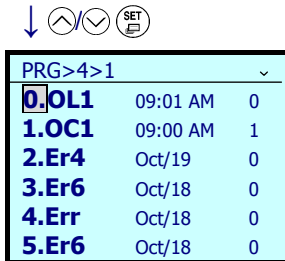 ↓ / SET
PRG>4>1
0.OL1 09:01 AM 0
1.OC1 09:00 AM 1
2.Er4 Oct/19 0
3.Er6 Oct/18 0
4.Err Oct/18 0
5.Er6 Oct/18 0